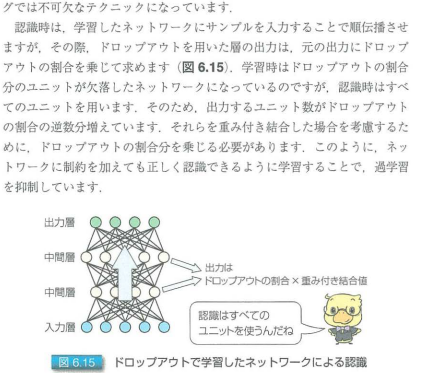 グでは不可欠なテクニックになっています．
認識時は，学習したネットワークにサンプルを入力することで順伝播させ
ますが，その際，ドロップアウトを用いた層の出力は，元の出力にドロップ
アウトの割合を乗じて求めます（図 6.15）．学習時はドロップアウトの割合
分のユニットが欠落したネットワークになっているのですが，認識時はすべ
てのユニットを用います．そのため，出力するユニット数がドロップアウト
の割合の逆数分増えています．それらを重み付き結合した場合を考慮するた
めに，ドロップアウトの割合分を乗じる必要があります．このように，ネッ
トワークに制約を加えても正しく認識できるように学習することで，過学習
を抑制しています．
出力層
中間層
出力は
ドロップアウトの割合×重み付き結合値
中間層
認識はすべての
ユニットを使うんだね
入力層
図 6.15 ドロップアウトで学習したネットワークによる認識